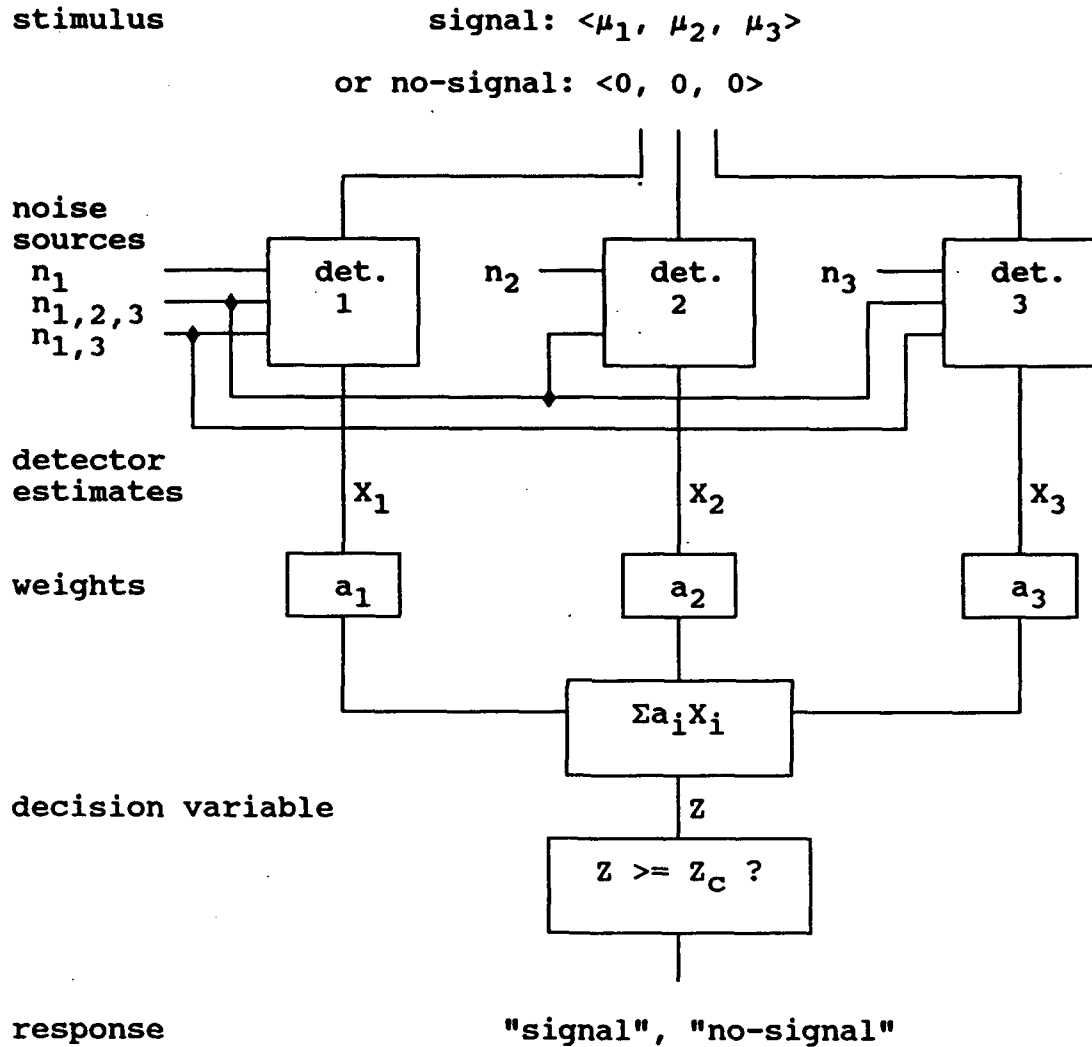 stimulus signal: <μ1, μ2, μ3>
or no-signal: <0, 0, 0>
noise
sources
n1
n1,2,3
n1,3
det.
1
n2
det.
2
n3
det.
3
detector
estimates
X1
X2
X3
weights
a1
a2
a3
ΣaiXi
decision variable
Z
Z >= Zc ?
response "signal", "no-signal"